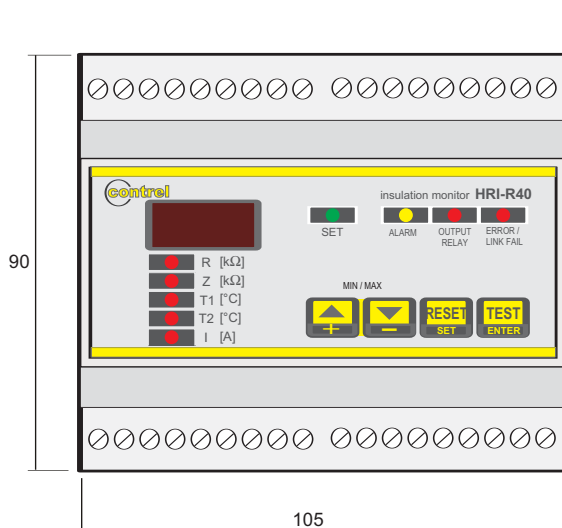 contrel
insulation monitor HRI-R40
SET
ALARM
OUTPUT
RELAY
ERROR /
LINK FAIL
R [kΩ]
Z [kΩ]
T1 [°C]
T2 [°C]
I [A]
MIN / MAX
+
−
RESET
SET
TEST
ENTER
90
105